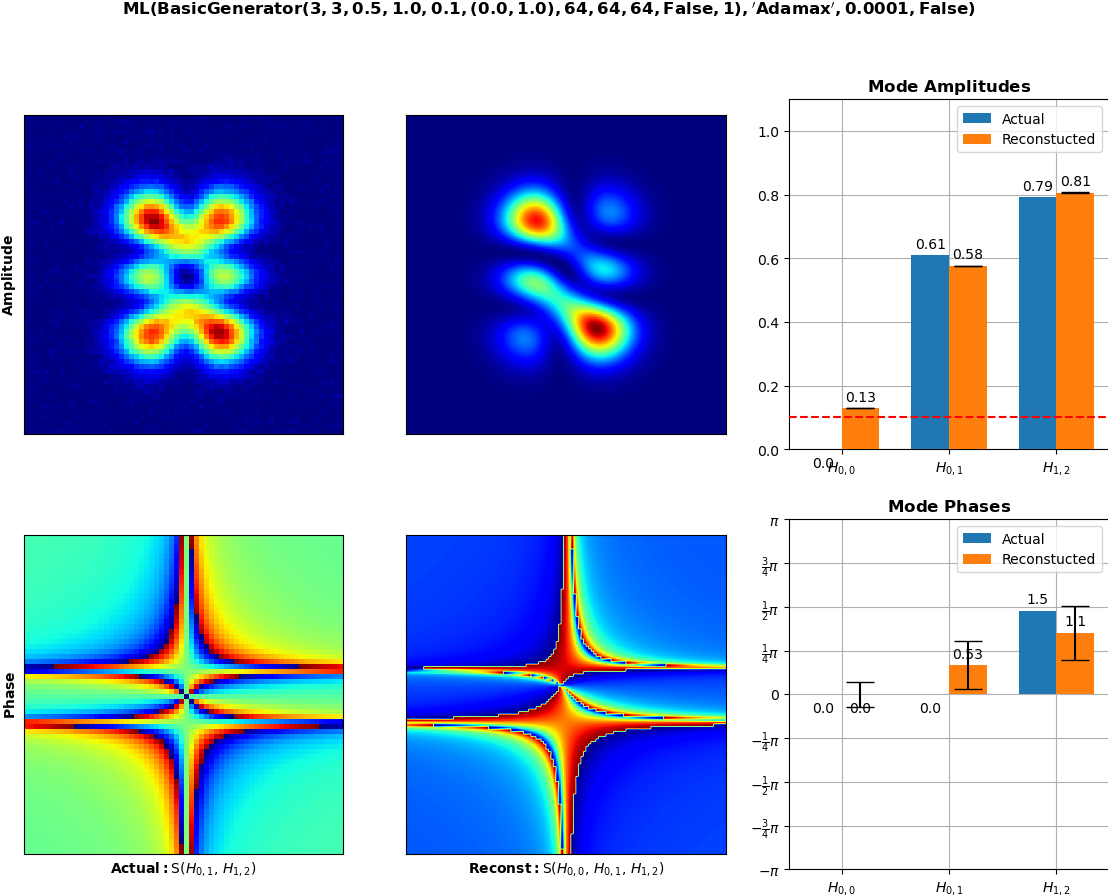 ML(BasicGenerator(3, 3, 0.5, 1.0, 0.1, (0.0, 1.0), 64, 64, 64, False, 1), 'Adamax', 0.0001, False)
Mode Amplitudes
Actual
Reconstucted
1.0
0.8
0.6
0.4
0.2
0.0
0.0
0.13
0.61
0.58
0.79
0.81
H0,0
H0,1
H1,2
Amplitude
Mode Phases
Actual
Reconstucted
π
3/4π
1/2π
1/4π
0
−1/4π
−1/2π
−3/4π
−π
0.0
0.0
0.0
0.53
1.5
1.1
H0,0
H0,1
H1,2
Phase
Actual: S(H0,1, H1,2)
Reconst: S(H0,0, H0,1, H1,2)